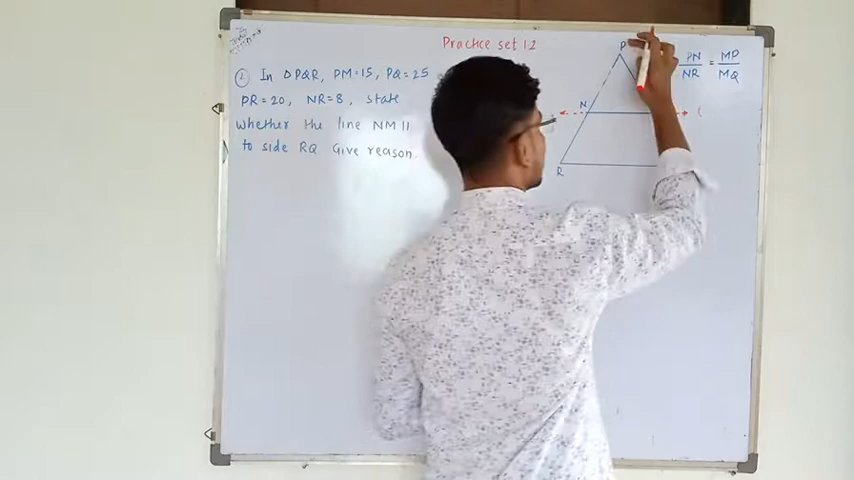 Practice set 1.2
② In △PQR, PM=15, PQ=25
PR=20, NR=8, state
whether the line NM ||
to side RQ Give reason.
P
N
R
PN/NR = MP/MQ